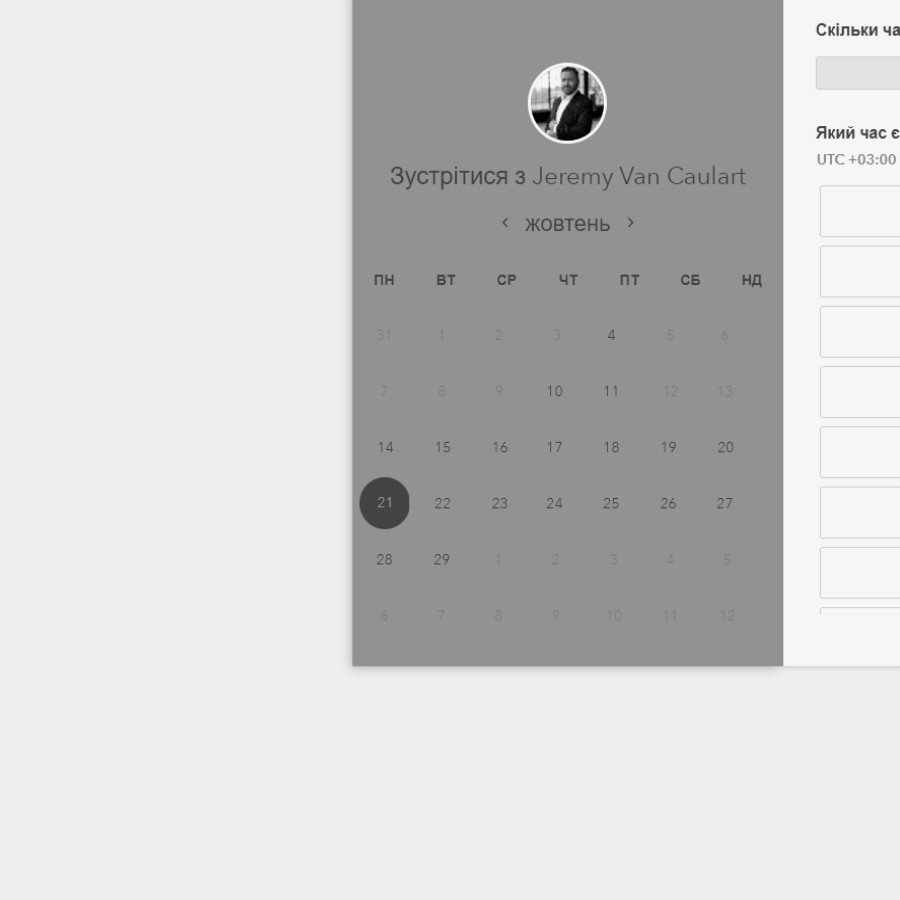 Зустрітися з Jeremy Van Caulart
‹ жовтень ›
ПН ВТ СР ЧТ ПТ СБ НД
31 1 2 3 4 5 6
7 8 9 10 11 12 13
14 15 16 17 18 19 20
21 22 23 24 25 26 27
28 29 1 2 3 4 5
6 7 8 9 10 11 12
Скільки ча
Який час є
UTC +03:00